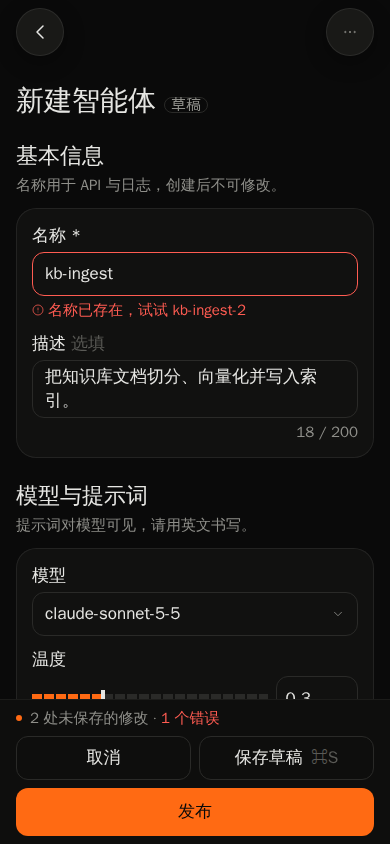 新建智能体 草稿
基本信息
名称用于 API 与日志，创建后不可修改。
名称 *
kb-ingest
名称已存在，试试 kb-ingest-2
描述 选填
把知识库文档切分、向量化并写入索
引。
18 / 200
模型与提示词
提示词对模型可见，请用英文书写。
模型
claude-sonnet-5-5
温度
0.3
2 处未保存的修改 · 1 个错误
取消
保存草稿 ⌘S
发布